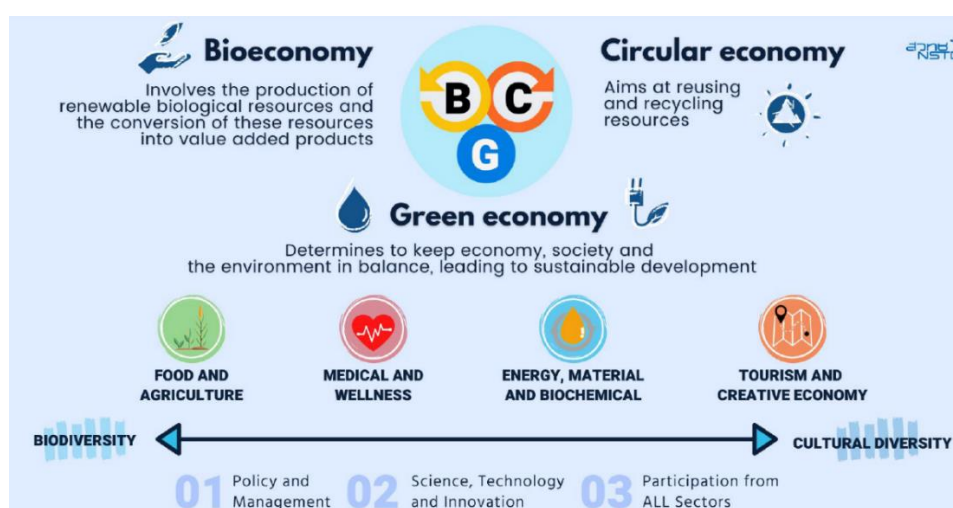 Bioeconomy
Involves the production of
renewable biological resources and
the conversion of these resources
into value added products
B C
G
Circular economy
Aims at reusing
and recycling
resources
Green economy
Determines to keep economy, society and
the environment in balance, leading to sustainable development
FOOD AND
AGRICULTURE
MEDICAL AND
WELLNESS
ENERGY, MATERIAL
AND BIOCHEMICAL
TOURISM AND
CREATIVE ECONOMY
BIODIVERSITY
CULTURAL DIVERSITY
01 Policy and
Management
02 Science, Technology
and Innovation
03 Participation from
ALL Sectors